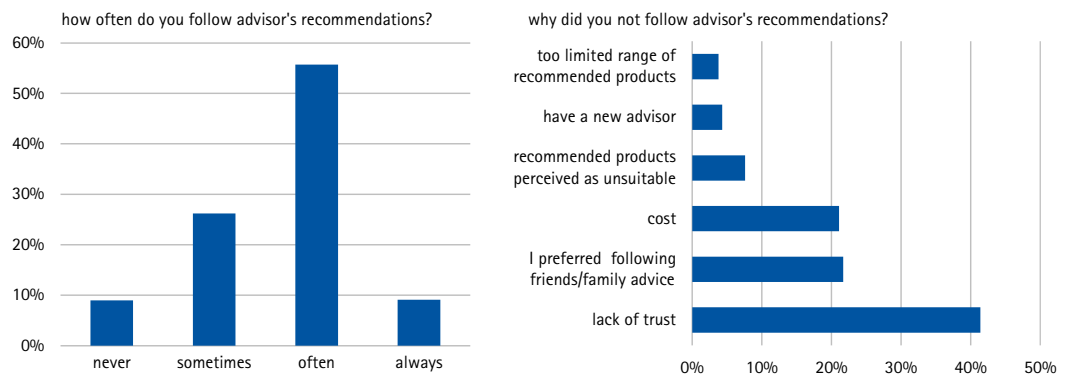 how often do you follow advisor's recommendations?
60%
50%
40%
30%
20%
10%
0%
never sometimes often always
why did you not follow advisor's recommendations?
too limited range of
recommended products
have a new advisor
recommended products
perceived as unsuitable
cost
I preferred following
friends/family advice
lack of trust
0% 10% 20% 30% 40% 50%